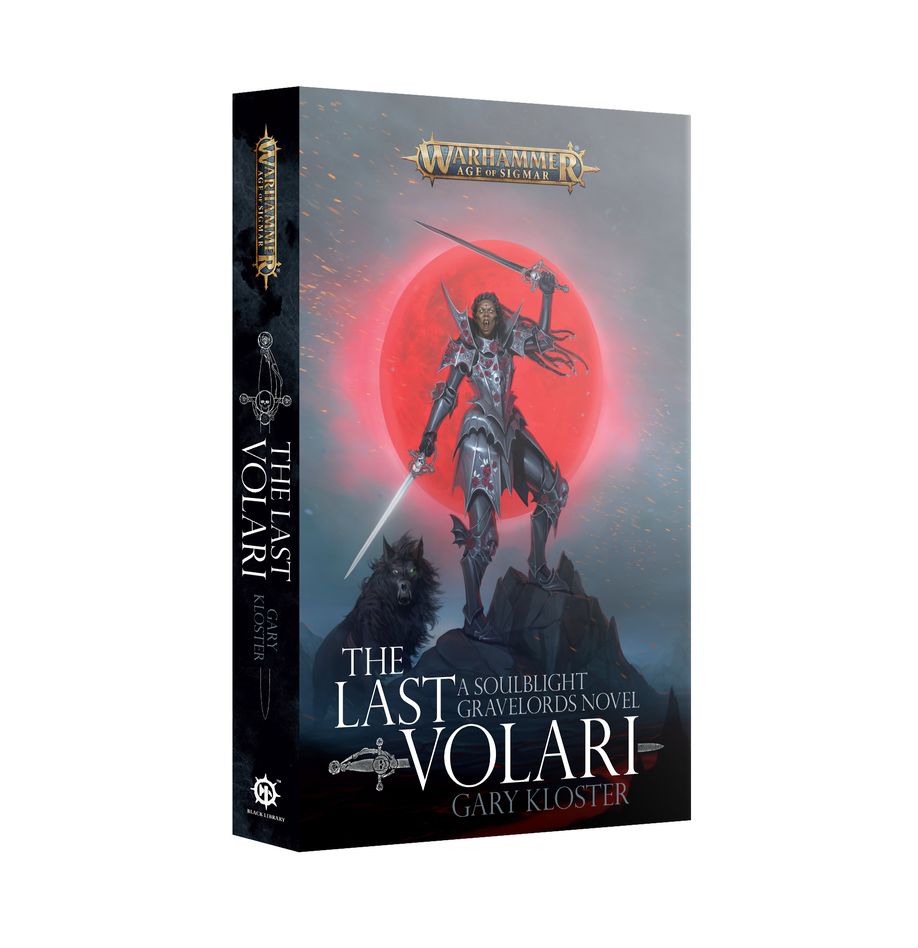 WARHAMMER
AGE OF SIGMAR
THE LAST
VOLARI
GARY
KLOSTER
BLACK LIBRARY
WARHAMMER
AGE OF SIGMAR
THE
LAST
A SOULBLIGHT
GRAVELORDS NOVEL
VOLARI
GARY KLOSTER